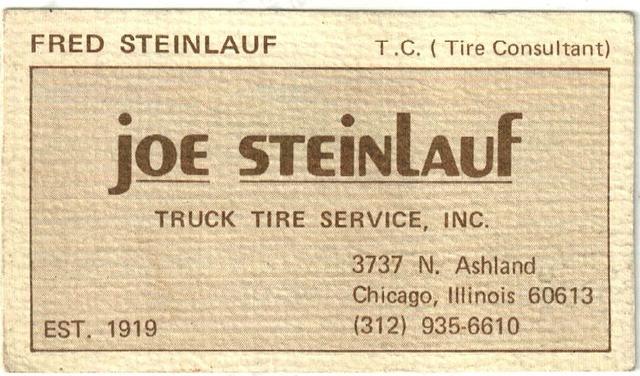 FRED STEINLAUF
T.C. ( Tire Consultant)
joe steinlauf
TRUCK TIRE SERVICE, INC.
3737 N. Ashland
Chicago, Illinois 60613
EST. 1919
(312) 935-6610